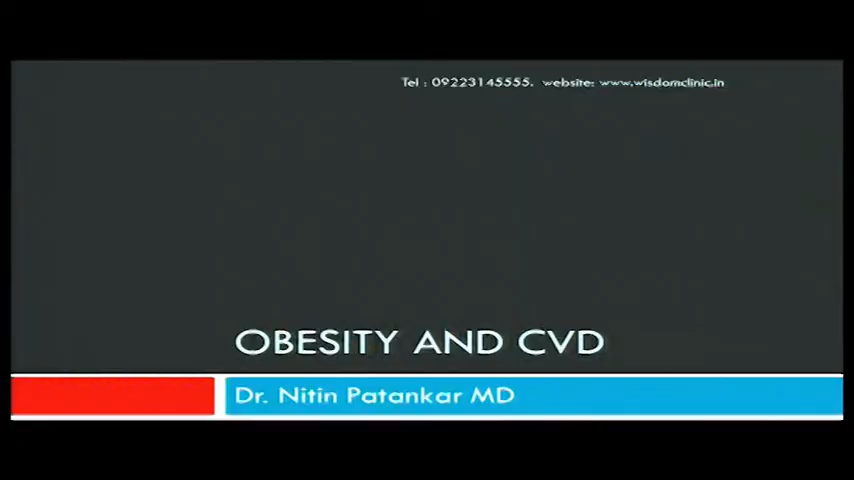 Tel : 09223145555. website: www.wisdomclinic.in
OBESITY AND CVD
Dr. Nitin Patankar MD